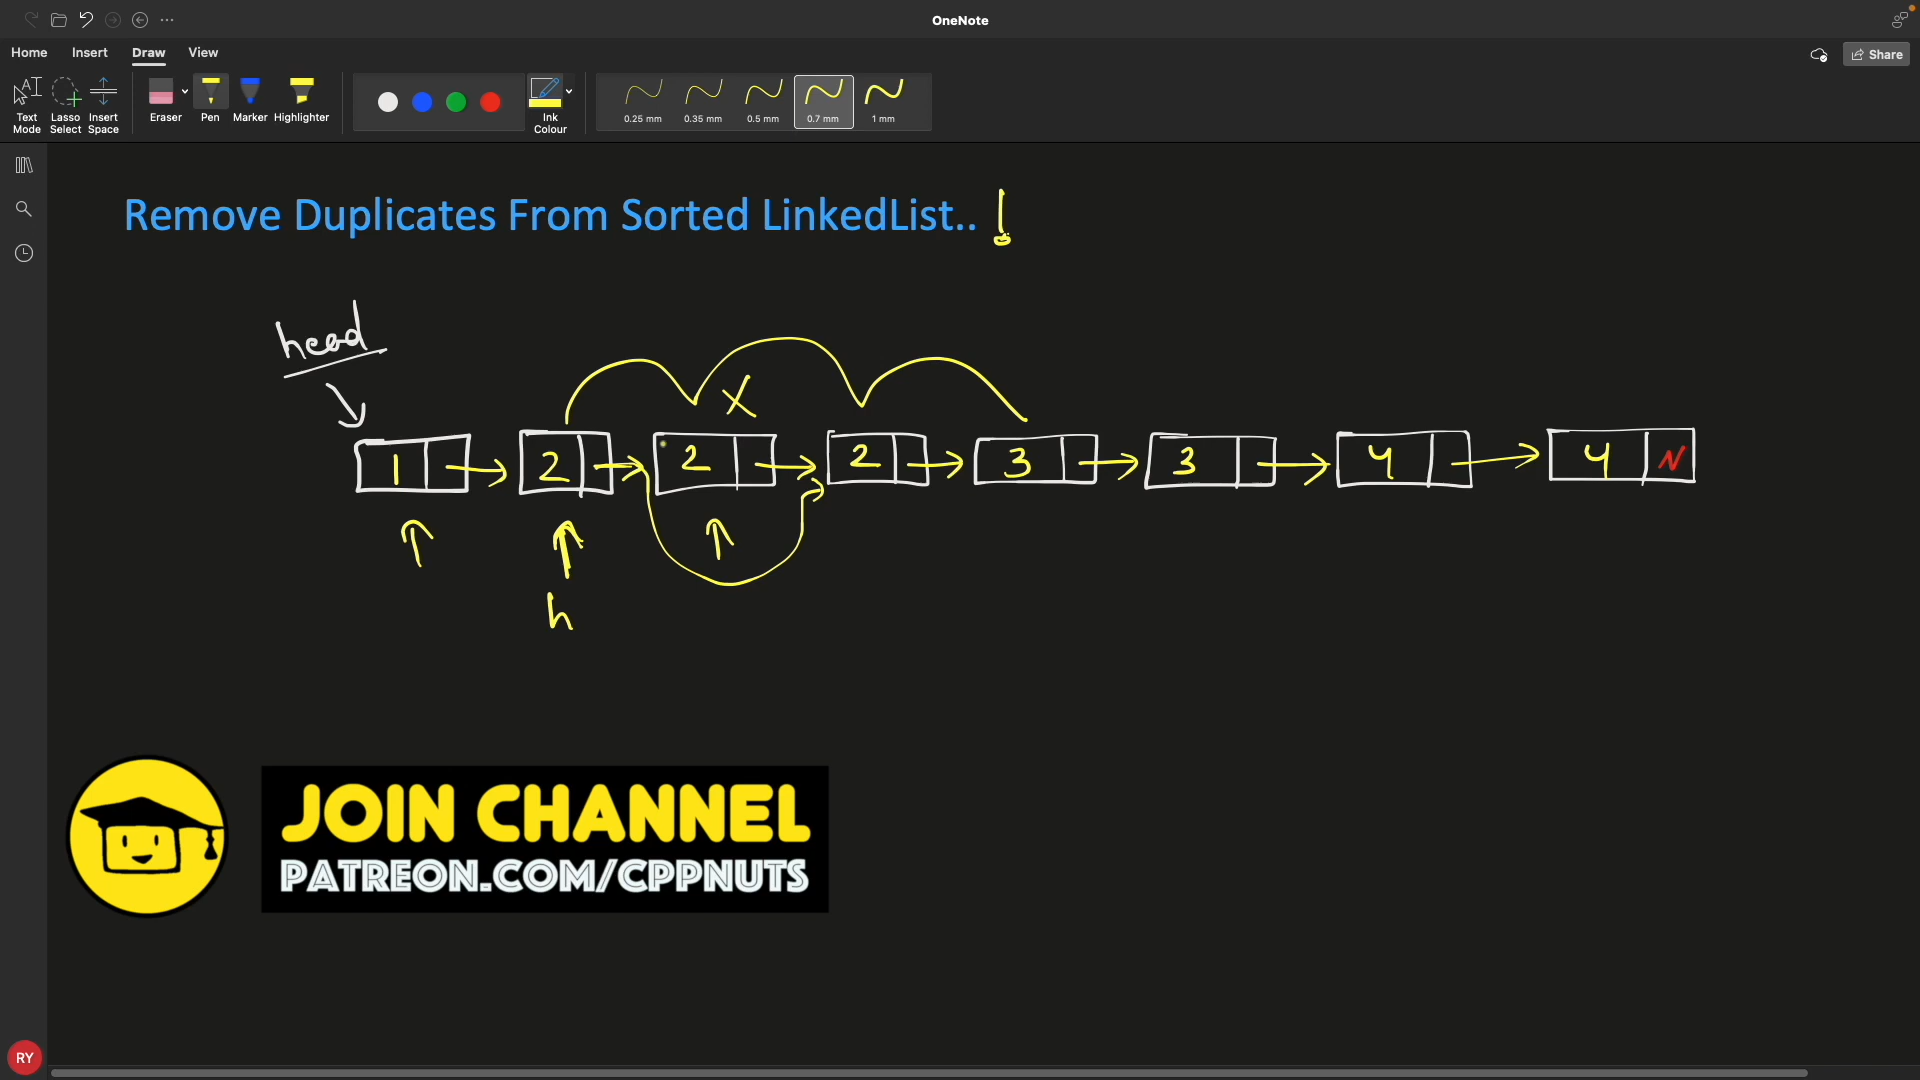 OneNote
Home Insert Draw View
Share
Text Mode
Lasso Select
Insert Space
Eraser
Pen
Marker
Highlighter
Ink Colour
0.25 mm
0.35 mm
0.5 mm
0.7 mm
1 mm
Remove Duplicates From Sorted LinkedList.. !
head
X
1 2 2 2 3 3 4 4 N
h
JOIN CHANNEL
PATREON.COM/CPPNUTS
RY